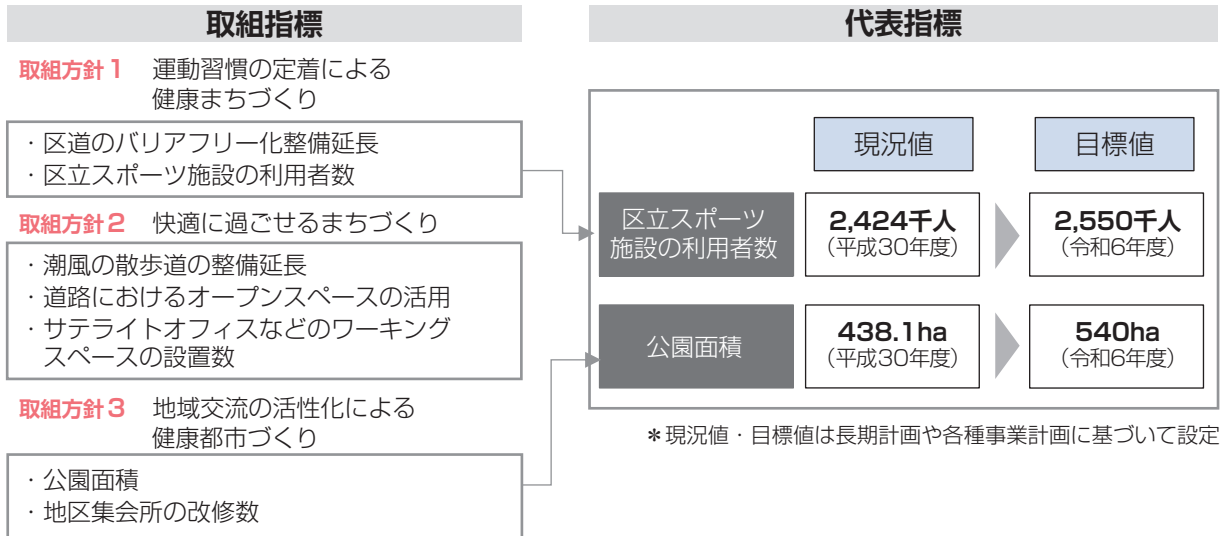 取組指標
取組方針1 運動習慣の定着による
健康まちづくり
・区道のバリアフリー化整備延長
・区立スポーツ施設の利用者数
取組方針2 快適に過ごせるまちづくり
・潮風の散歩道の整備延長
・道路におけるオープンスペースの活用
・サテライトオフィスなどのワーキング
スペースの設置数
取組方針3 地域交流の活性化による
健康都市づくり
・公園面積
・地区集会所の改修数
代表指標
現況値 目標値
区立スポーツ
施設の利用者数
2,424千人
(平成30年度)
2,550千人
(令和6年度)
公園面積
438.1ha
(平成30年度)
540ha
(令和6年度)
*現況値・目標値は長期計画や各種事業計画に基づいて設定